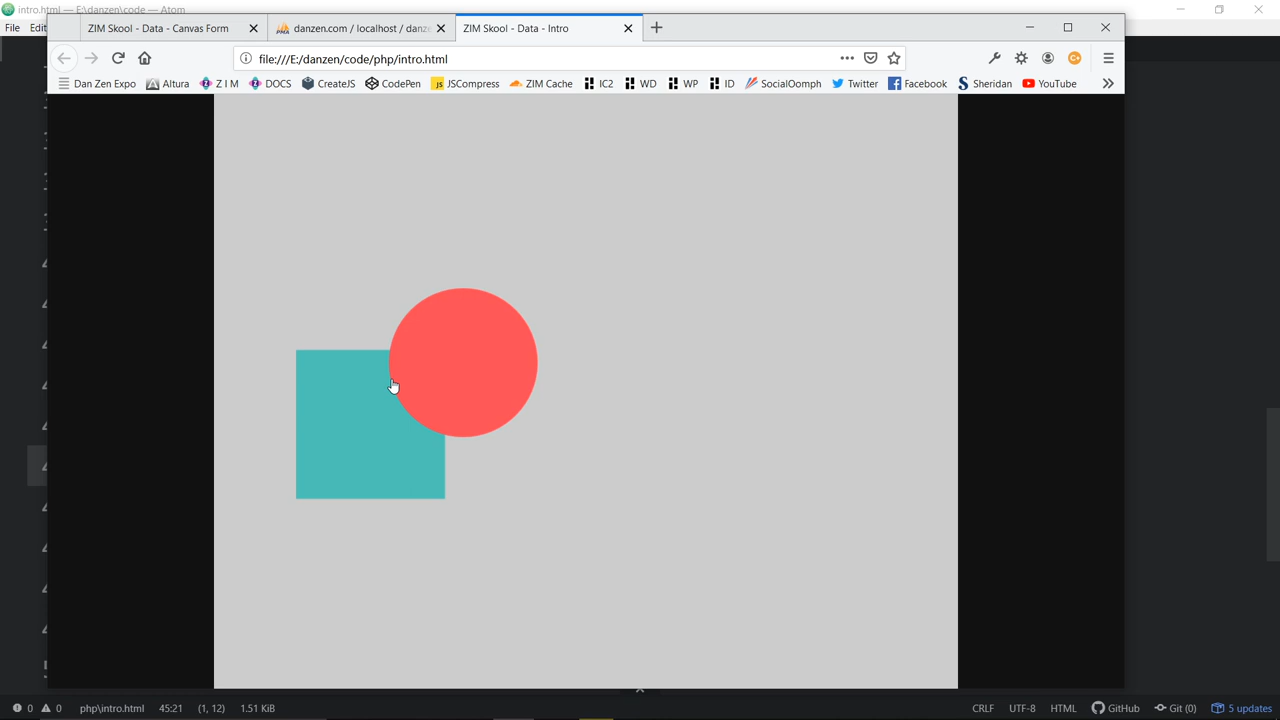 intro.html — E:\danzen\code — Atom
File Edit
ZIM Skool - Data - Canvas Form
danzen.com / localhost / danze
ZIM Skool - Data - Intro
file:///E:/danzen/code/php/intro.html
Dan Zen Expo Altura Z I M DOCS CreateJS CodePen JS JSCompress ZIM Cache IC2 WD WP ID SocialOomph Twitter Facebook Sheridan YouTube
0 0 php\intro.html 45:21 (1, 12) 1.51 KiB CRLF UTF-8 HTML GitHub Git (0) 5 updates